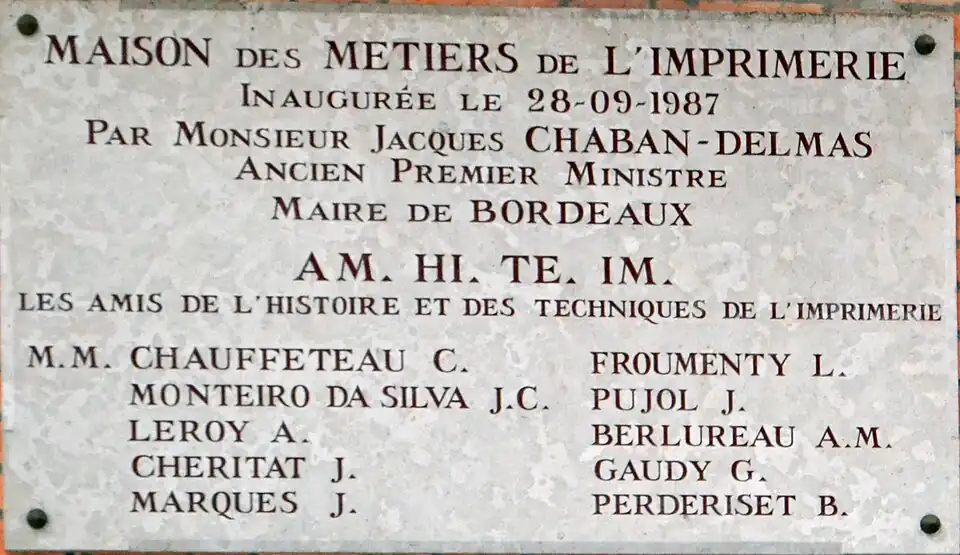 MAISON DES METIERS DE L'IMPRIMERIE
INAUGURÉE LE 28-09-1987
PAR MONSIEUR JACQUES CHABAN-DELMAS
ANCIEN PREMIER MINISTRE
MAIRE DE BORDEAUX
AM. HI. TE. IM.
LES AMIS DE L'HISTOIRE ET DES TECHNIQUES DE L'IMPRIMERIE
M.M. CHAUFFETEAU C. FROUMENTY L.
MONTEIRO DA SILVA J.C. PUJOL J.
LEROY A. BERLUREAU A.M.
CHERITAT J. GAUDY G.
MARQUES J. PERDERISET B.